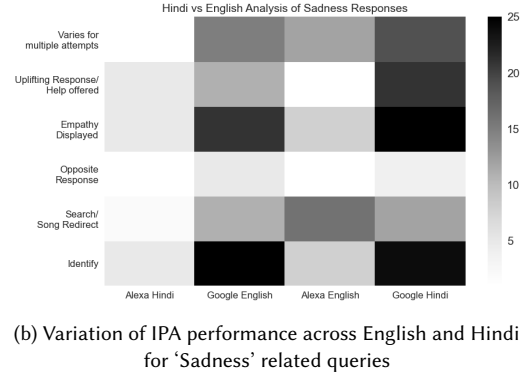 Hindi vs English Analysis of Sadness Responses
Varies for
multiple attempts
Uplifting Response/
Help offered
Empathy
Displayed
Opposite
Response
Search/
Song Redirect
Identify
Alexa Hindi Google English Alexa English Google Hindi
25
20
15
10
5
(b) Variation of IPA performance across English and Hindi
for ‘Sadness’ related queries